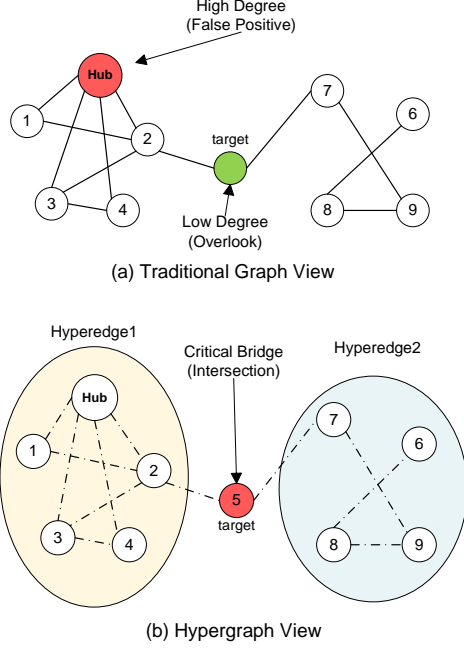 High Degree
(False Positive)
Hub
7
6
1
2
target
3
4
8
9
Low Degree
(Overlook)
(a) Traditional Graph View
Hyperedge1
Critical Bridge
(Intersection)
Hyperedge2
Hub
7
1
6
2
5
target
3
4
8
9
(b) Hypergraph View